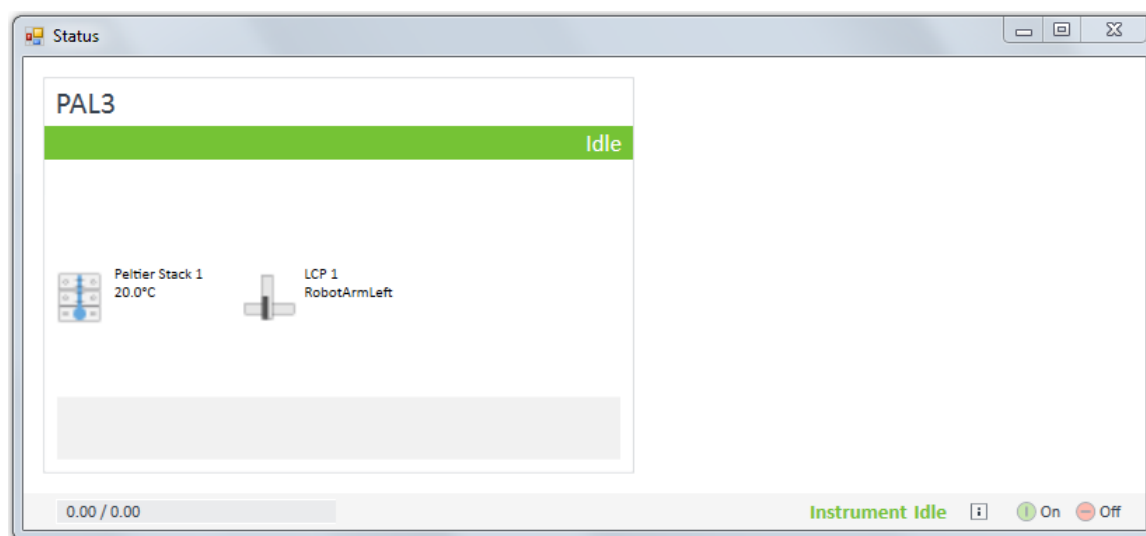 Status
PAL3
Idle
Peltier Stack 1
20.0°C
LCP 1
RobotArmLeft
0.00 / 0.00
Instrument Idle
i
On
Off